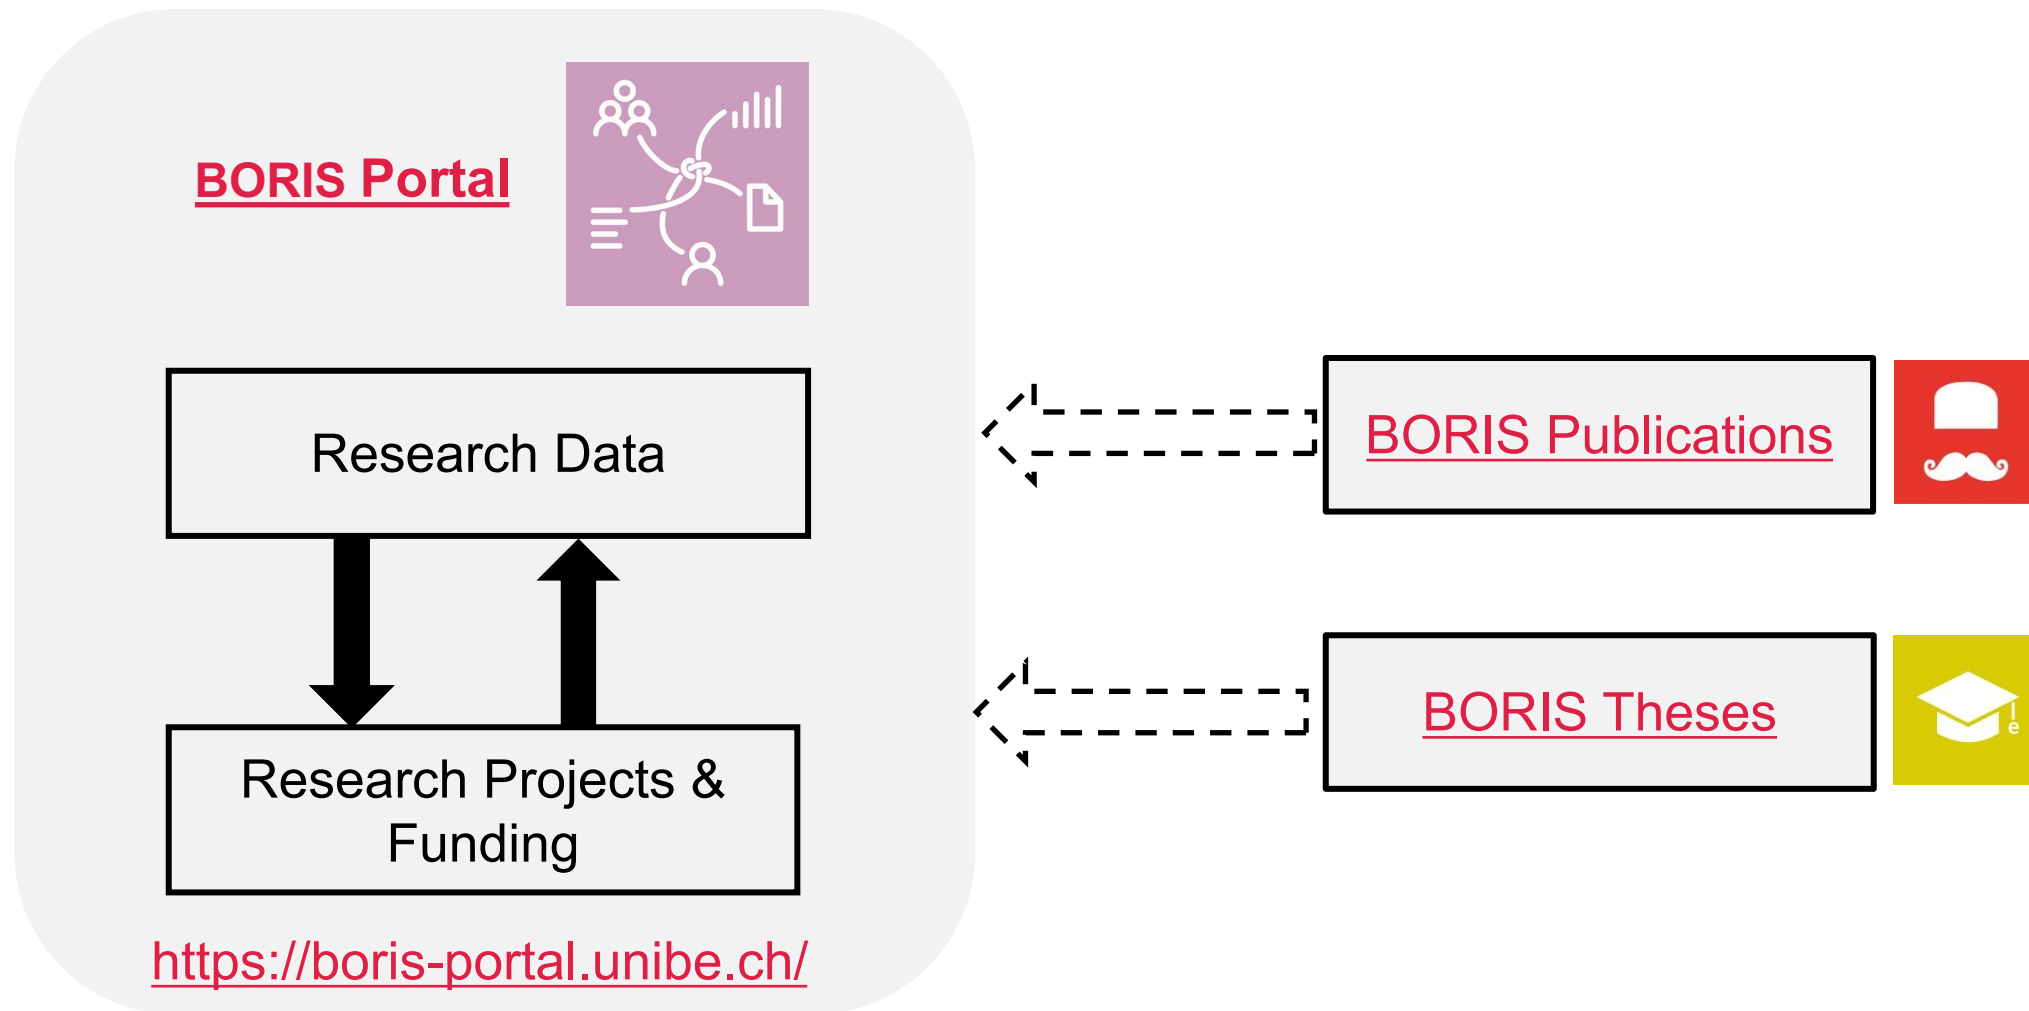 BORIS Portal
Research Data
Research Projects &
Funding
https://boris-portal.unibe.ch/
BORIS Publications
BORIS Theses
e